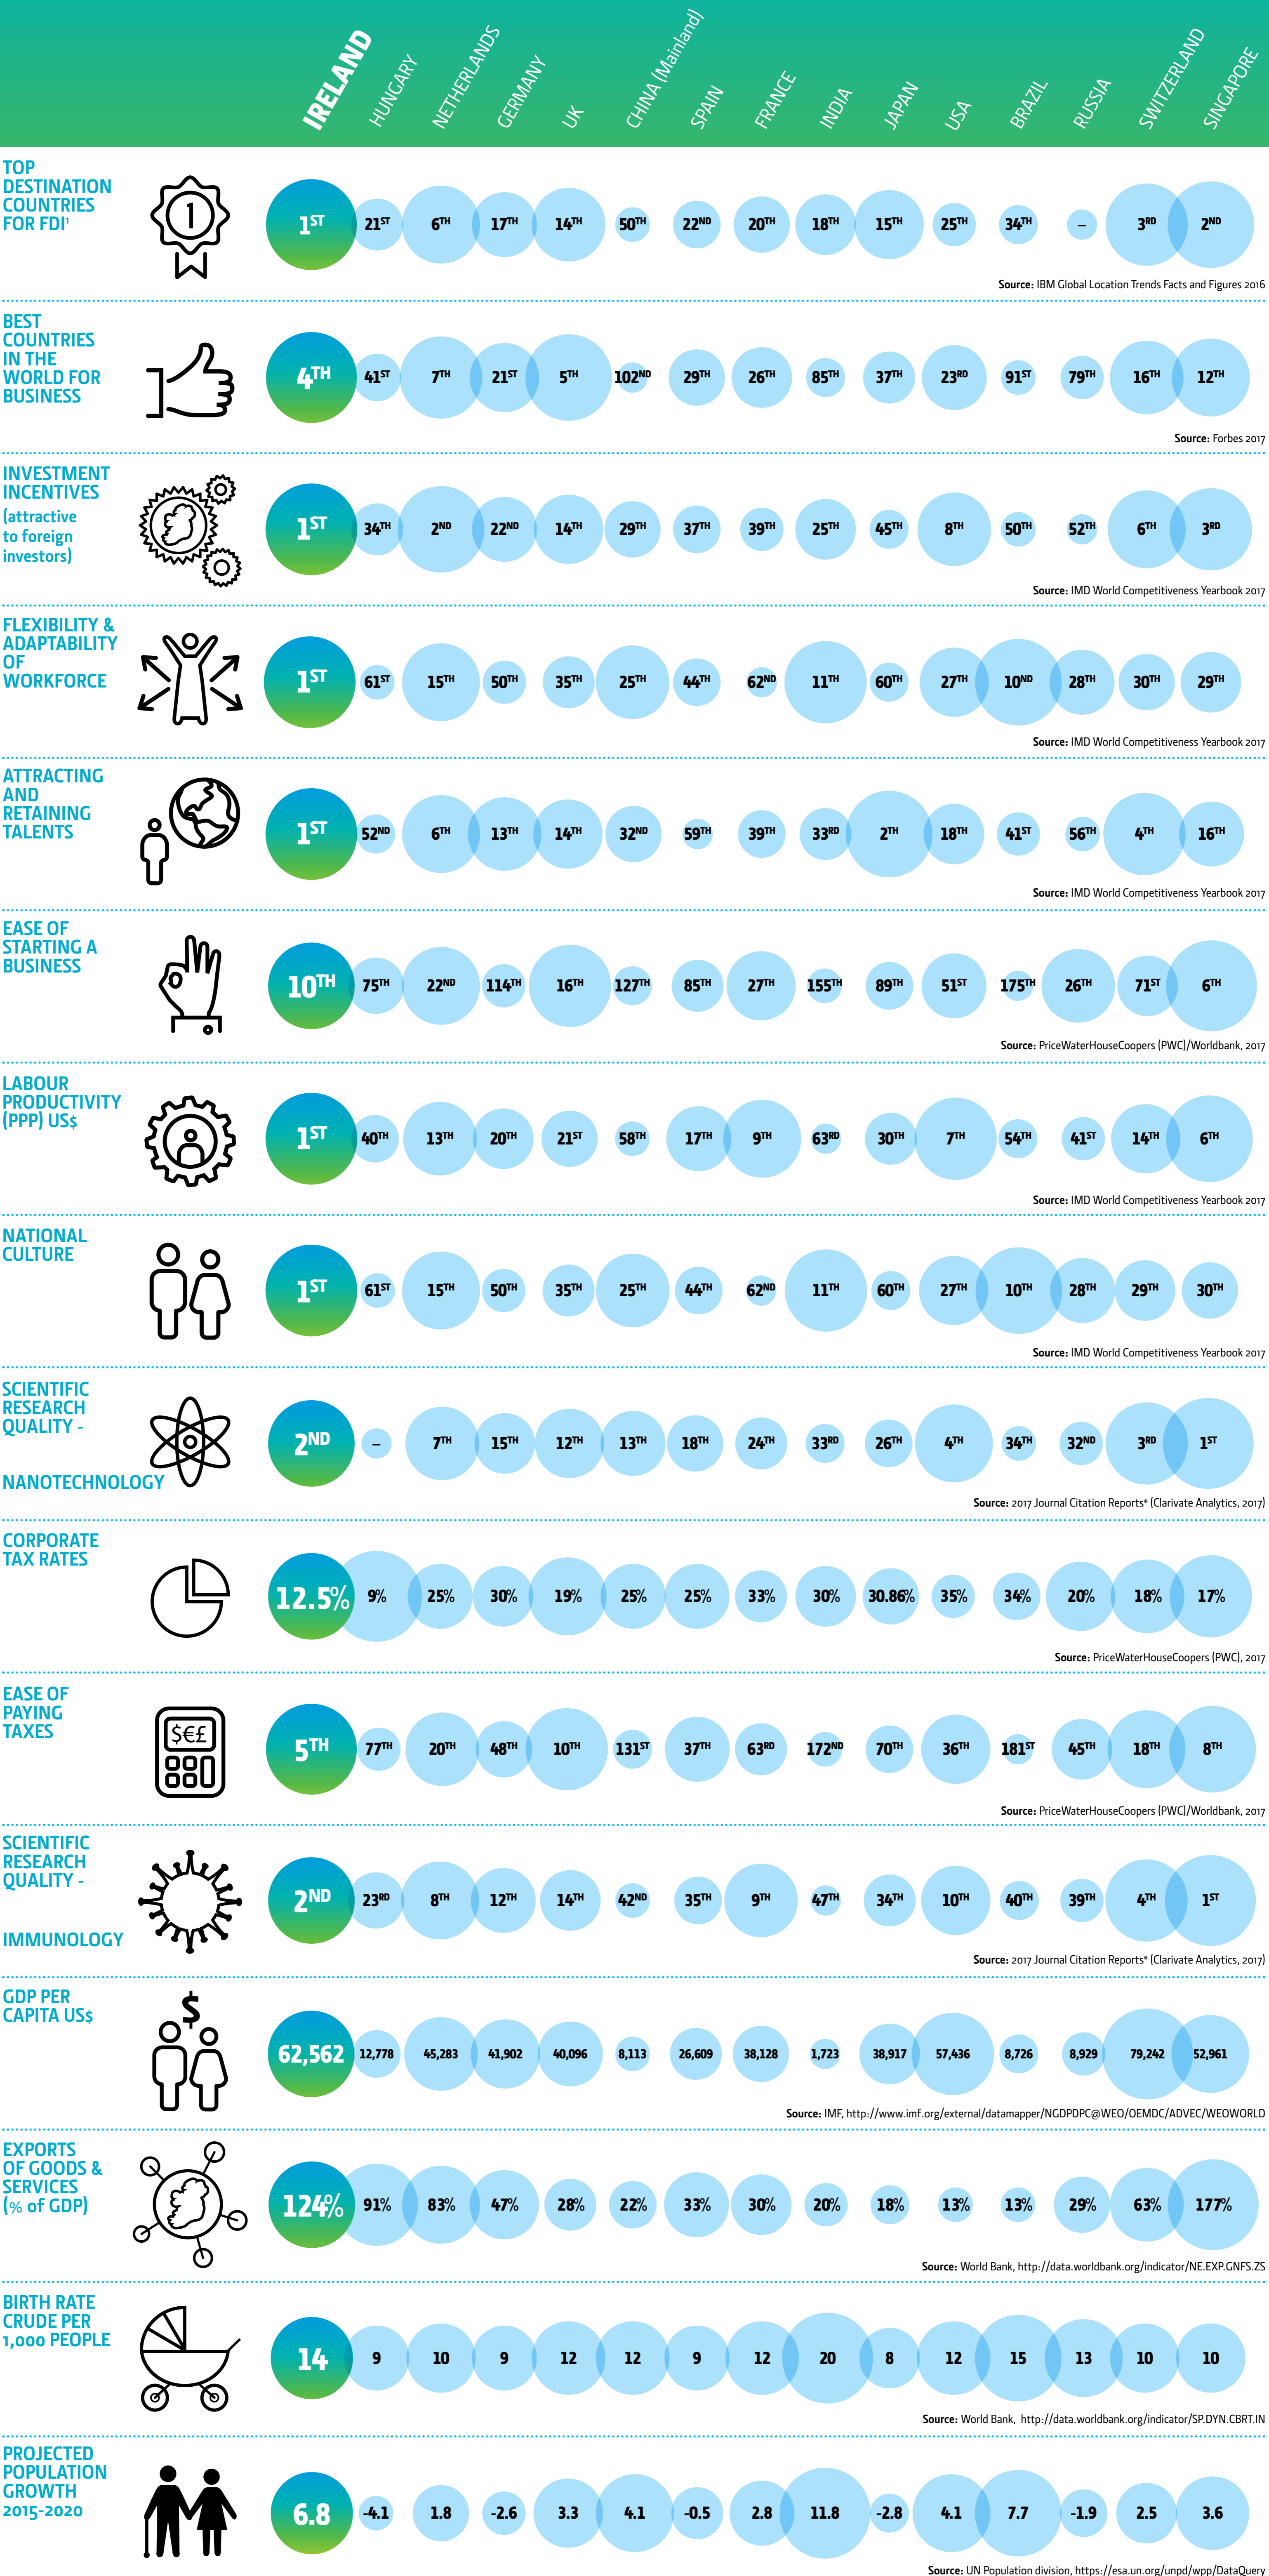 IRELAND HUNGARY NETHERLANDS GERMANY UK CHINA (Mainland) SPAIN FRANCE INDIA JAPAN USA BRAZIL RUSSIA SWITZERLAND SINGAPORE
TOP
DESTINATION
COUNTRIES
FOR FDI¹
1
1ST 21ST 6TH 17TH 14TH 50TH 22ND 20TH 18TH 15TH 25TH 34TH – 3RD 2ND
Source: IBM Global Location Trends Facts and Figures 2016
BEST
COUNTRIES
IN THE
WORLD FOR
BUSINESS
4TH 41ST 7TH 21ST 5TH 102ND 29TH 26TH 85TH 37TH 23RD 91ST 79TH 16TH 12TH
Source: Forbes 2017
INVESTMENT
INCENTIVES
(attractive
to foreign
investors)
1ST 34TH 2ND 22ND 14TH 29TH 37TH 39TH 25TH 45TH 8TH 50TH 52TH 6TH 3RD
Source: IMD World Competitiveness Yearbook 2017
FLEXIBILITY &
ADAPTABILITY
OF
WORKFORCE
1ST 61ST 15TH 50TH 35TH 25TH 44TH 62ND 11TH 60TH 27TH 10ND 28TH 30TH 29TH
Source: IMD World Competitiveness Yearbook 2017
ATTRACTING
AND
RETAINING
TALENTS
1ST 52ND 6TH 13TH 14TH 32ND 59TH 39TH 33RD 2TH 18TH 41ST 56TH 4TH 16TH
Source: IMD World Competitiveness Yearbook 2017
EASE OF
STARTING A
BUSINESS
10TH 75TH 22ND 114TH 16TH 127TH 85TH 27TH 155TH 89TH 51ST 175TH 26TH 71ST 6TH
Source: PriceWaterHouseCoopers (PWC)/Worldbank, 2017
LABOUR
PRODUCTIVITY
(PPP) US$
1ST 40TH 13TH 20TH 21ST 58TH 17TH 9TH 63RD 30TH 7TH 54TH 41ST 14TH 6TH
Source: IMD World Competitiveness Yearbook 2017
NATIONAL
CULTURE
1ST 61ST 15TH 50TH 35TH 25TH 44TH 62ND 11TH 60TH 27TH 10TH 28TH 29TH 30TH
Source: IMD World Competitiveness Yearbook 2017
SCIENTIFIC
RESEARCH
QUALITY -
NANOTECHNOLOGY
2ND – 7TH 15TH 12TH 13TH 18TH 24TH 33RD 26TH 4TH 34TH 32ND 3RD 1ST
Source: 2017 Journal Citation Reports® (Clarivate Analytics, 2017)
CORPORATE
TAX RATES
12.5% 9% 25% 30% 19% 25% 25% 33% 30% 30.86% 35% 34% 20% 18% 17%
Source: PriceWaterHouseCoopers (PWC), 2017
EASE OF
PAYING
TAXES
$€£
5TH 77TH 20TH 48TH 10TH 131ST 37TH 63RD 172ND 70TH 36TH 181ST 45TH 18TH 8TH
Source: PriceWaterHouseCoopers (PWC)/Worldbank, 2017
SCIENTIFIC
RESEARCH
QUALITY -
IMMUNOLOGY
2ND 23RD 8TH 12TH 14TH 42ND 35TH 9TH 47TH 34TH 10TH 40TH 39TH 4TH 1ST
Source: 2017 Journal Citation Reports® (Clarivate Analytics, 2017)
GDP PER
CAPITA US$
$
62,562 12,778 45,283 41,902 40,096 8,113 26,609 38,128 1,723 38,917 57,436 8,726 8,929 79,242 52,961
Source: IMF, http://www.imf.org/external/datamapper/NGDPDPC@WEO/OEMDC/ADVEC/WEOWORLD
EXPORTS
OF GOODS &
SERVICES
(% of GDP)
124% 91% 83% 47% 28% 22% 33% 30% 20% 18% 13% 13% 29% 63% 177%
Source: World Bank, http://data.worldbank.org/indicator/NE.EXP.GNFS.ZS
BIRTH RATE
CRUDE PER
1,000 PEOPLE
14 9 10 9 12 12 9 12 20 8 12 15 13 10 10
Source: World Bank, http://data.worldbank.org/indicator/SP.DYN.CBRT.IN
PROJECTED
POPULATION
GROWTH
2015-2020
6.8 -4.1 1.8 -2.6 3.3 4.1 -0.5 2.8 11.8 -2.8 4.1 7.7 -1.9 2.5 3.6
Source: UN Population division, https://esa.un.org/unpd/wpp/DataQuery